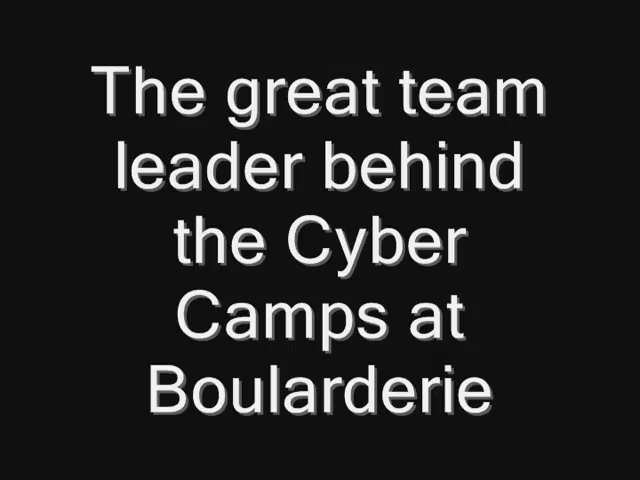 The great team
leader behind
the Cyber
Camps at
Boularderie